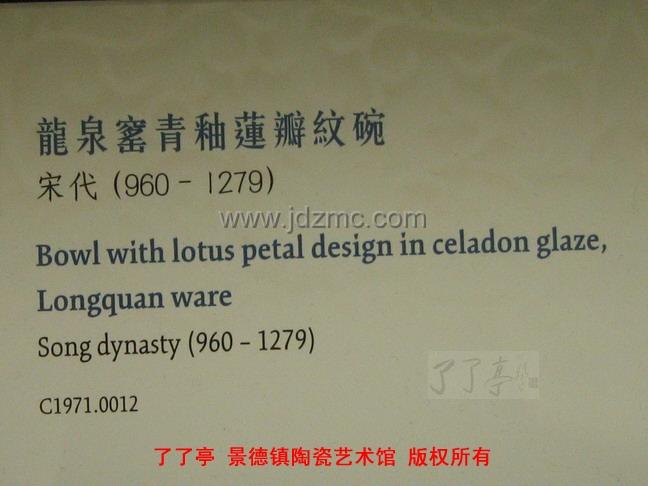 龍泉窰青釉蓮瓣紋碗
宋代 (960 - 1279)
www.jdzmc.com
Bowl with lotus petal design in celadon glaze,
Longquan ware
Song dynasty (960 – 1279)
了了亭
C1971.0012
了了亭 景德镇陶瓷艺术馆 版权所有